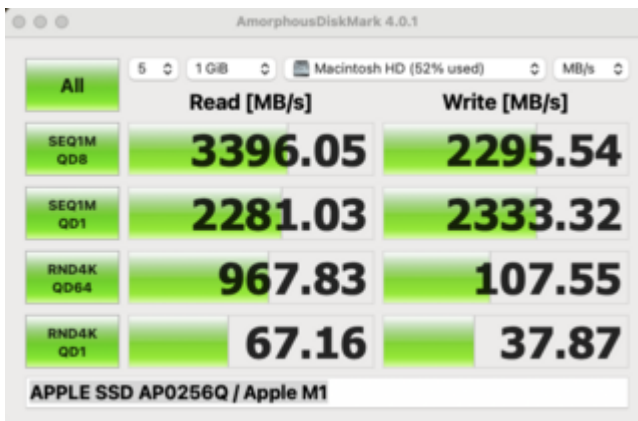 AmorphousDiskMark 4.0.1
All
5 1 GiB Macintosh HD (52% used) MB/s
Read [MB/s] Write [MB/s]
SEQ1M QD8 3396.05 2295.54
SEQ1M QD1 2281.03 2333.32
RND4K QD64 967.83 107.55
RND4K QD1 67.16 37.87
APPLE SSD AP0256Q / Apple M1